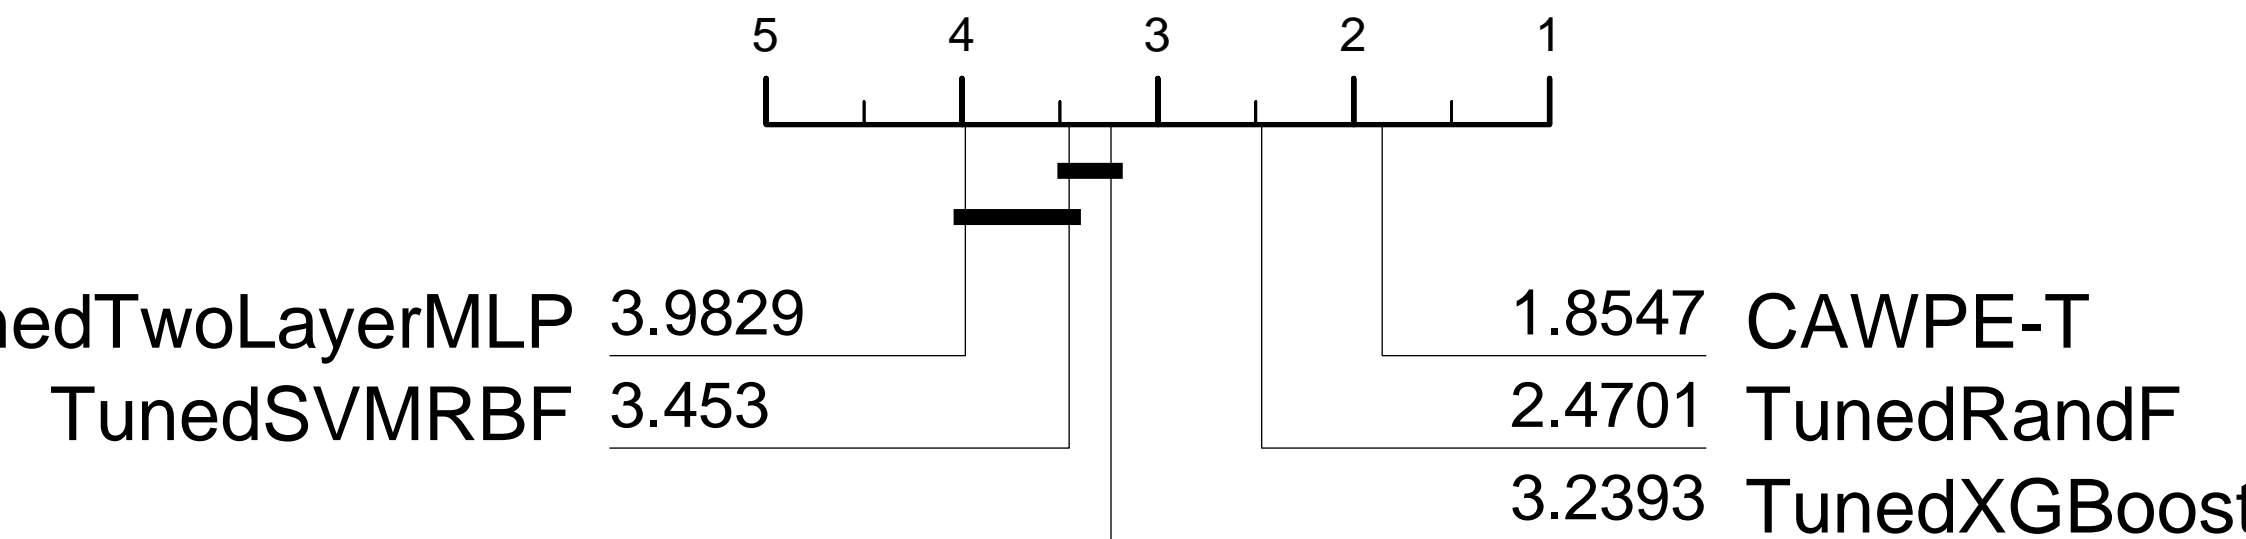 5 4 3 2 1
nedTwoLayerMLP 3.9829 1.8547 CAWPE-T
TunedSVMRBF 3.453 2.4701 TunedRandF
3.2393 TunedXGBoost